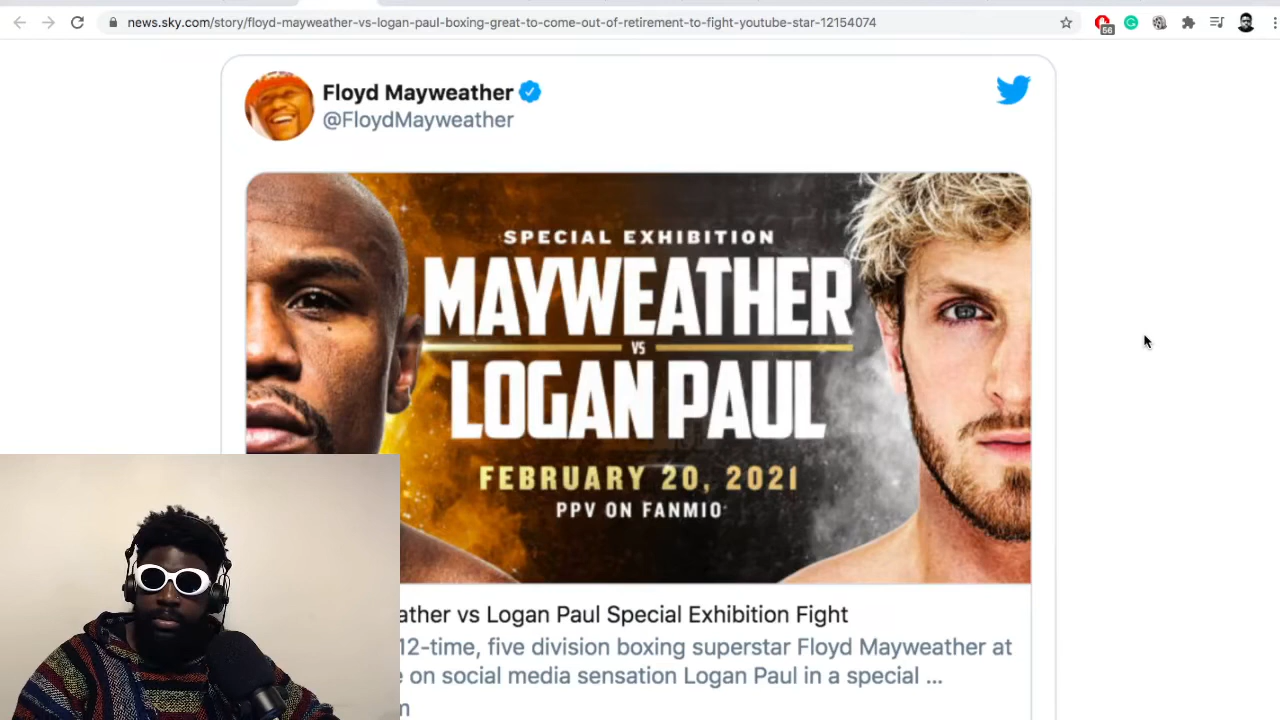 news.sky.com/story/floyd-mayweather-vs-logan-paul-boxing-great-to-come-out-of-retirement-to-fight-youtube-star-12154074
56
Floyd Mayweather
@FloydMayweather
SPECIAL EXHIBITION
MAYWEATHER
VS
LOGAN PAUL
FEBRUARY 20, 2021
PPV ON FANMIO
vs Logan Paul Special Exhibition Fight
12-time, five division boxing superstar Floyd Mayweather at
on social media sensation Logan Paul in a special ...